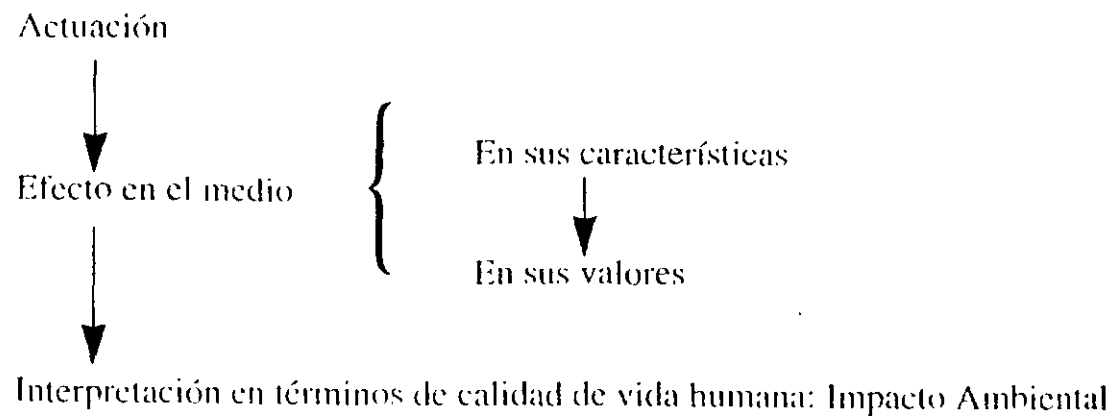 Actuación
Efecto en el medio
En sus características
En sus valores
Interpretación en términos de calidad de vida humana: Impacto Ambiental